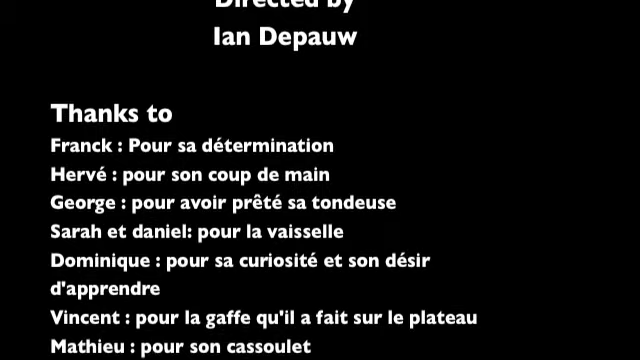 Directed by
Ian Depauw
Thanks to
Franck : Pour sa détermination
Hervé : pour son coup de main
George : pour avoir prêté sa tondeuse
Sarah et daniel: pour la vaisselle
Dominique : pour sa curiosité et son désir
d'apprendre
Vincent : pour la gaffe qu'il a fait sur le plateau
Mathieu : pour son cassoulet